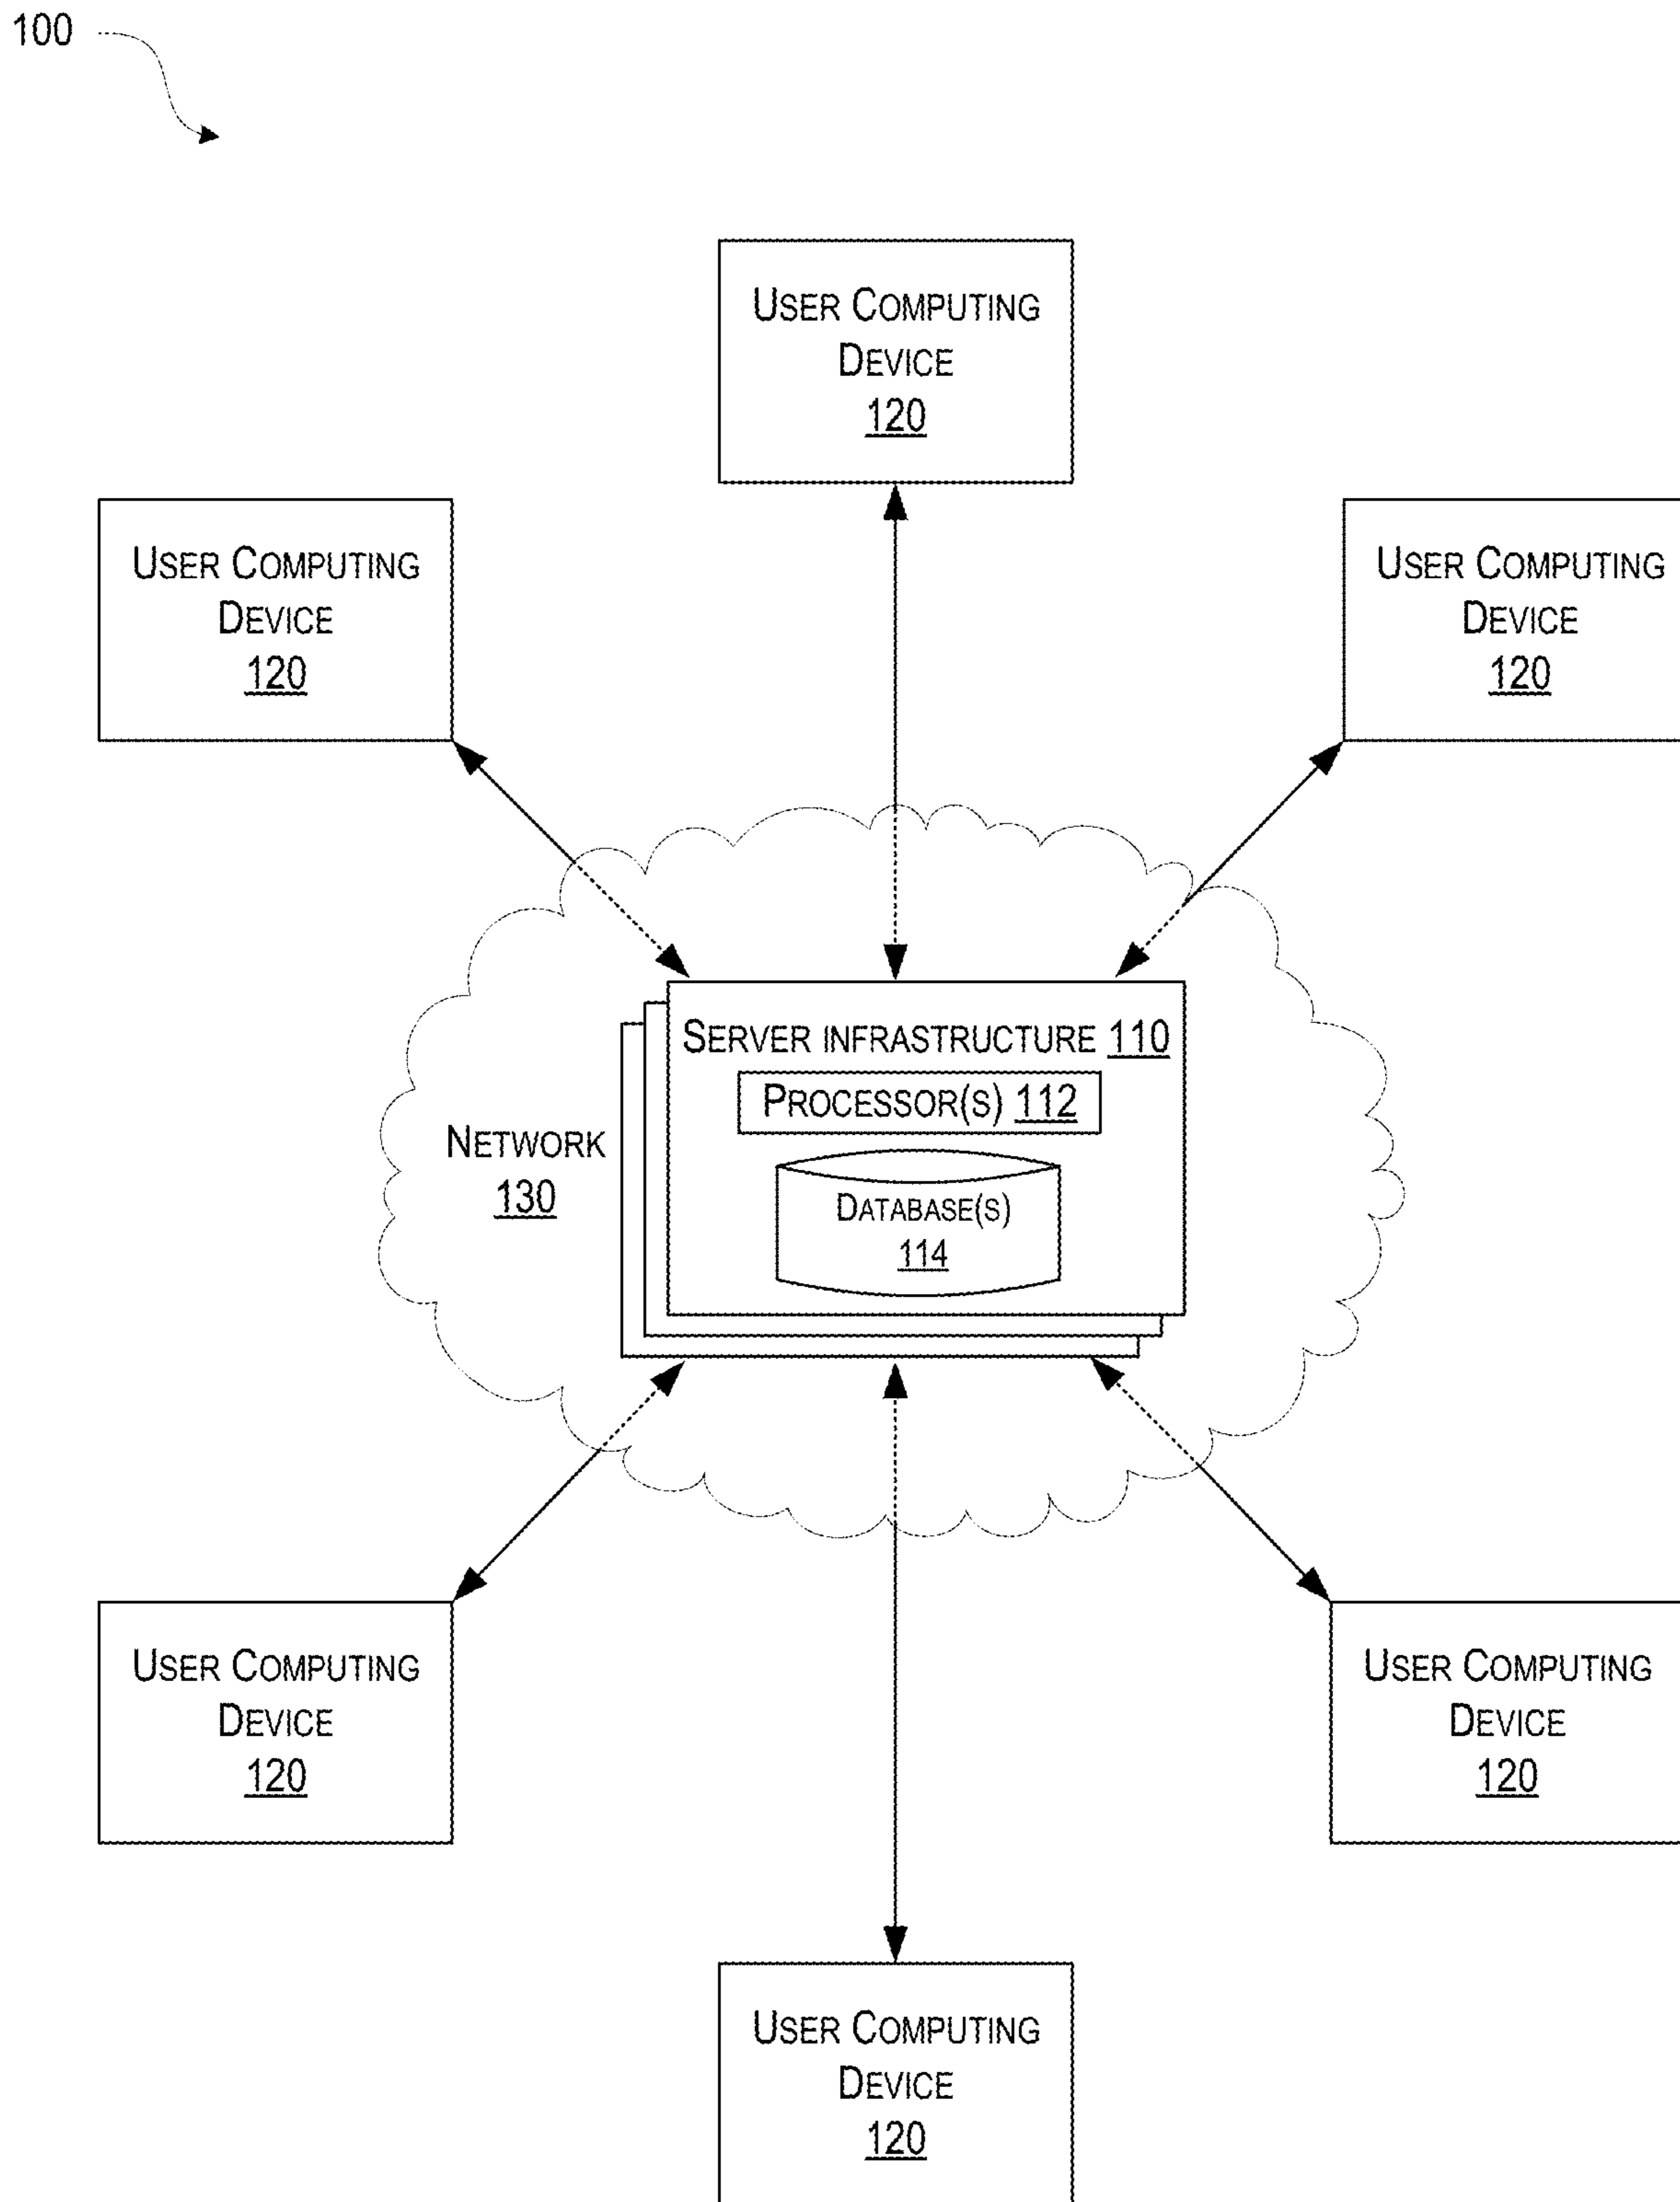 100
USER COMPUTING
DEVICE
120
USER COMPUTING
DEVICE
120
USER COMPUTING
DEVICE
120
SERVER INFRASTRUCTURE 110
PROCESSOR(S) 112
NETWORK
130
DATABASE(S)
114
USER COMPUTING
DEVICE
120
USER COMPUTING
DEVICE
120
USER COMPUTING
DEVICE
120